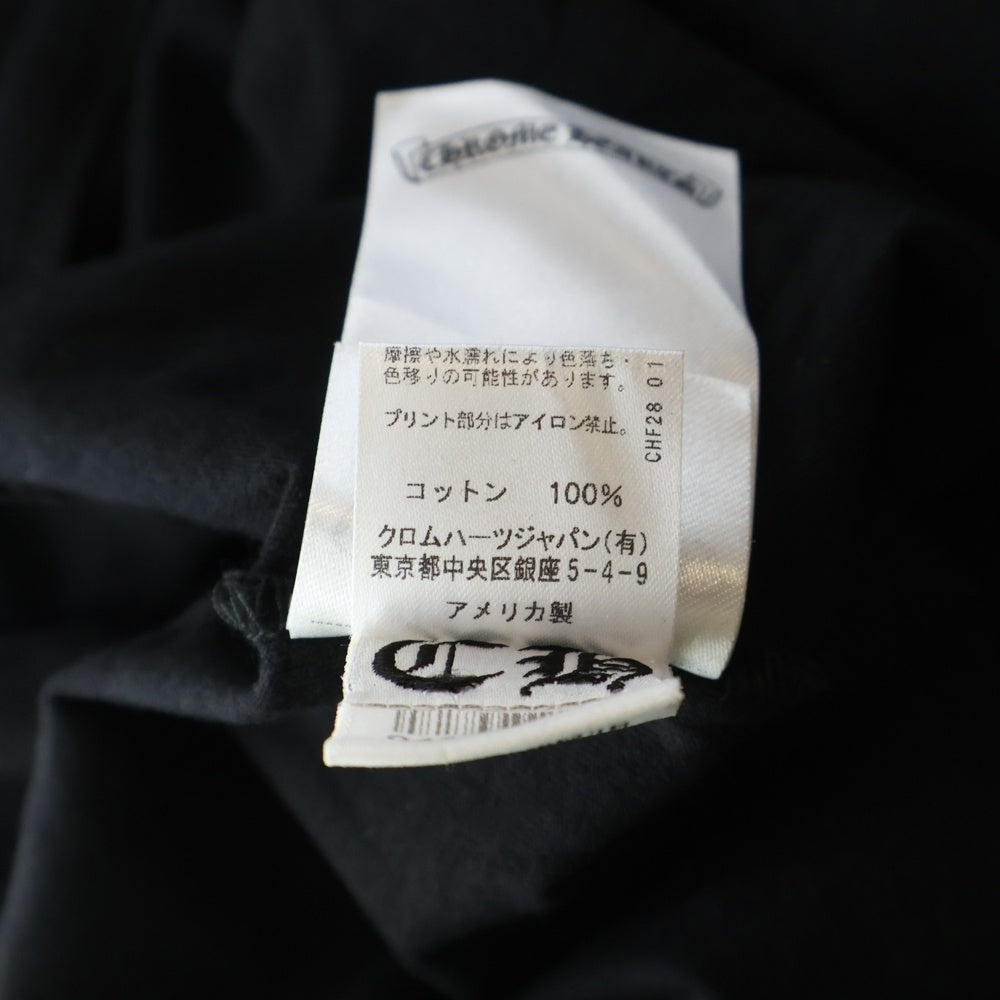 Chrome Hearts
摩擦や水濡れにより色落ち・
色移りの可能性があります。
プリント部分はアイロン禁止。
CHF28 01
コットン 100%
クロムハーツジャパン(有)
東京都中央区銀座5-4-9
アメリカ製